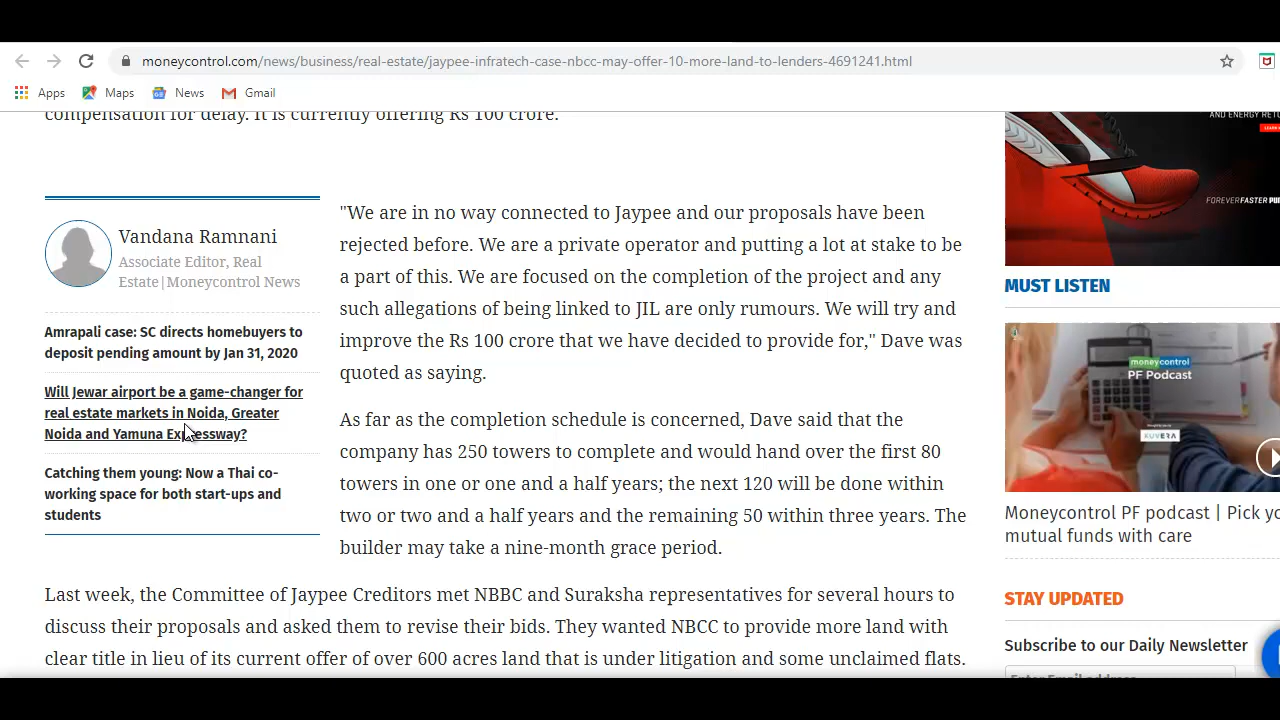 moneycontrol.com/news/business/real-estate/jaypee-infratech-case-nbcc-may-offer-10-more-land-to-lenders-4691241.html
Apps
Maps
News
Gmail
compensation for delay. It is currently offering Rs 100 crore.
Vandana Ramnani
Associate Editor, Real
Estate|Moneycontrol News
Amrapali case: SC directs homebuyers to
deposit pending amount by Jan 31, 2020
Will Jewar airport be a game-changer for
real estate markets in Noida, Greater
Noida and Yamuna Expressway?
Catching them young: Now a Thai co-
working space for both start-ups and
students
"We are in no way connected to Jaypee and our proposals have been
rejected before. We are a private operator and putting a lot at stake to be
a part of this. We are focused on the completion of the project and any
such allegations of being linked to JIL are only rumours. We will try and
improve the Rs 100 crore that we have decided to provide for," Dave was
quoted as saying.
As far as the completion schedule is concerned, Dave said that the
company has 250 towers to complete and would hand over the first 80
towers in one or one and a half years; the next 120 will be done within
two or two and a half years and the remaining 50 within three years. The
builder may take a nine-month grace period.
Last week, the Committee of Jaypee Creditors met NBBC and Suraksha representatives for several hours to
discuss their proposals and asked them to revise their bids. They wanted NBCC to provide more land with
clear title in lieu of its current offer of over 600 acres land that is under litigation and some unclaimed flats.
AND ENERGY RETU
FOREVER FASTER PU
MUST LISTEN
moneycontrol
PF Podcast
KUVERA
Moneycontrol PF podcast | Pick yo
mutual funds with care
STAY UPDATED
Subscribe to our Daily Newsletter
Enter Email address